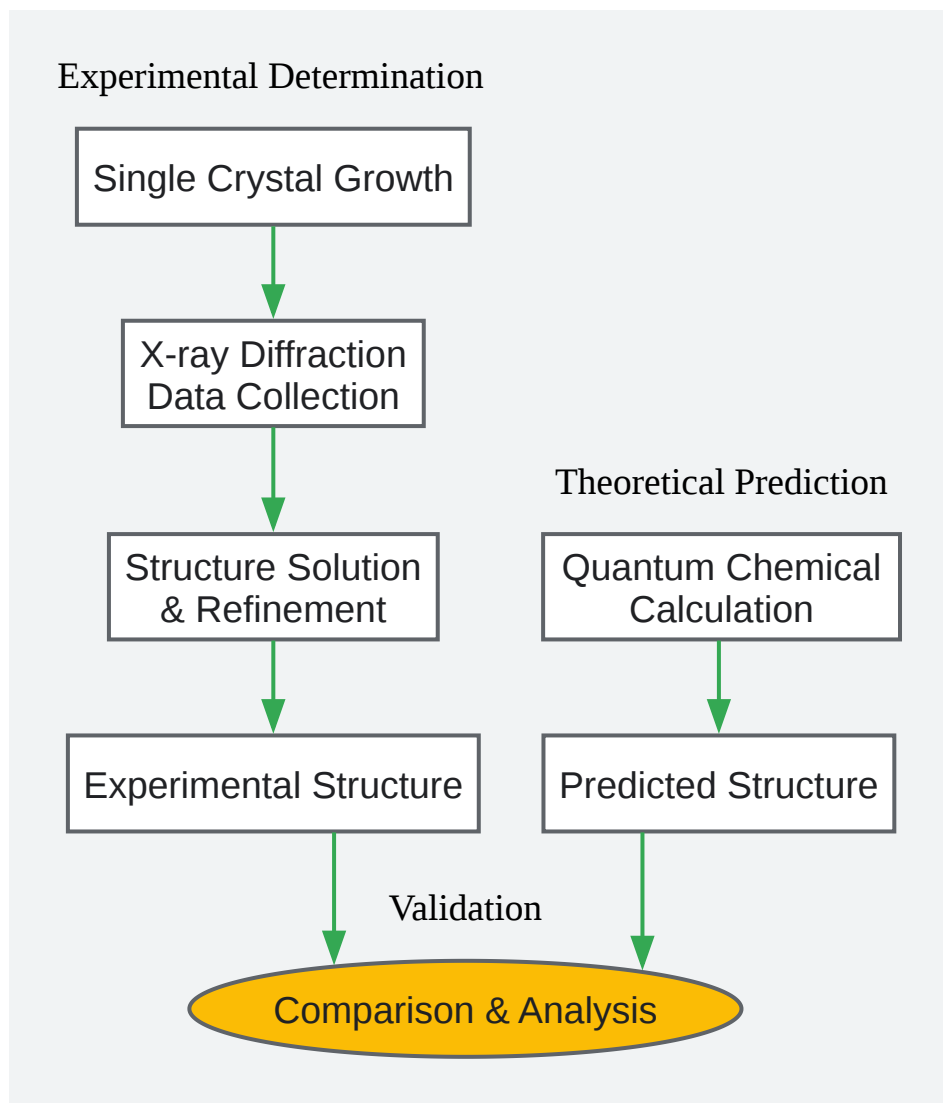 Experimental Determination
Single Crystal Growth
X-ray Diffraction
Data Collection
Structure Solution
& Refinement
Experimental Structure
Theoretical Prediction
Quantum Chemical
Calculation
Predicted Structure
Validation
Comparison & Analysis